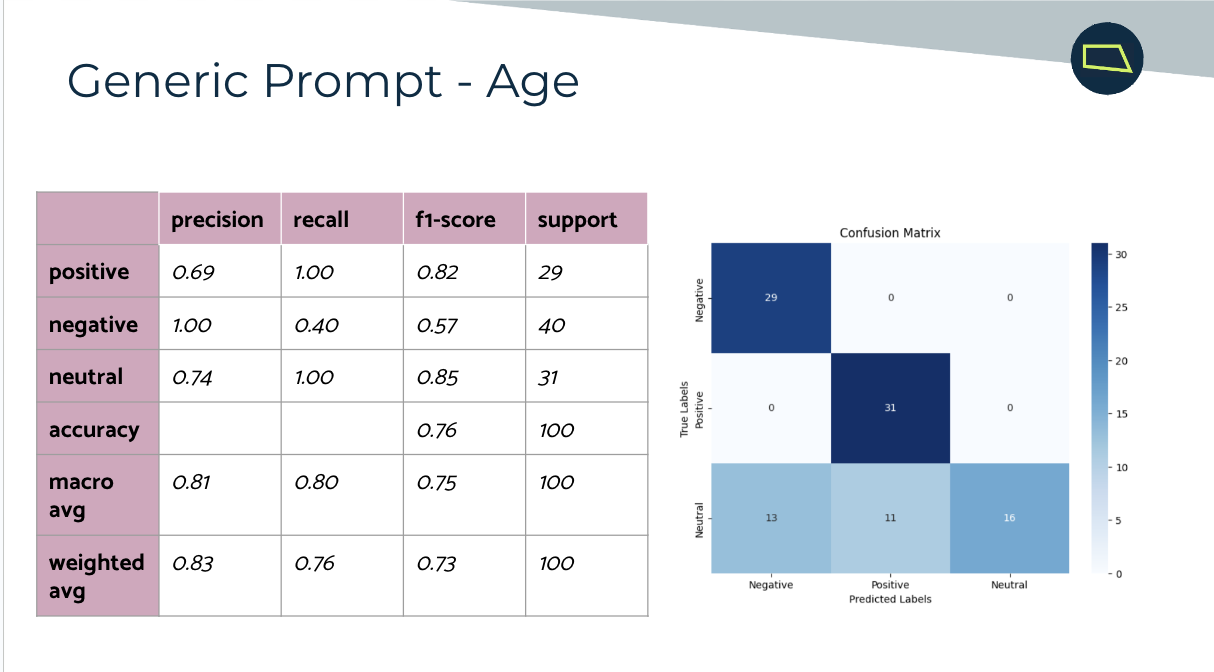 Generic Prompt - Age
precision recall f1-score support
positive 0.69 1.00 0.82 29
negative 1.00 0.40 0.57 40
neutral 0.74 1.00 0.85 31
accuracy 0.76 100
macro avg 0.81 0.80 0.75 100
weighted avg 0.83 0.76 0.73 100
Confusion Matrix
True Labels
Negative 29 0 0
Positive 0 31 0
Neutral 13 11 16
Negative Positive Neutral
Predicted Labels
30
25
20
15
10
5
0